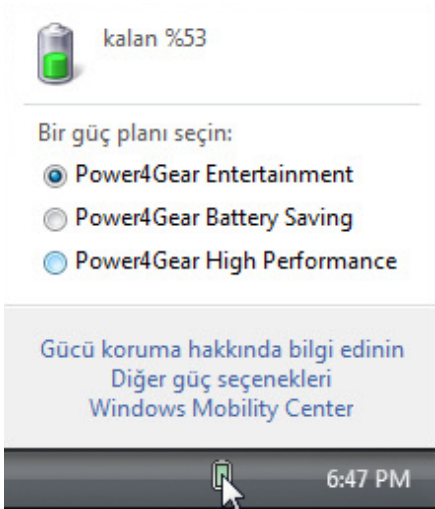 kalan %53
Bir güç planı seçin:
Power4Gear Entertainment
Power4Gear Battery Saving
Power4Gear High Performance
Gücü koruma hakkında bilgi edinin
Diğer güç seçenekleri
Windows Mobility Center
6:47 PM